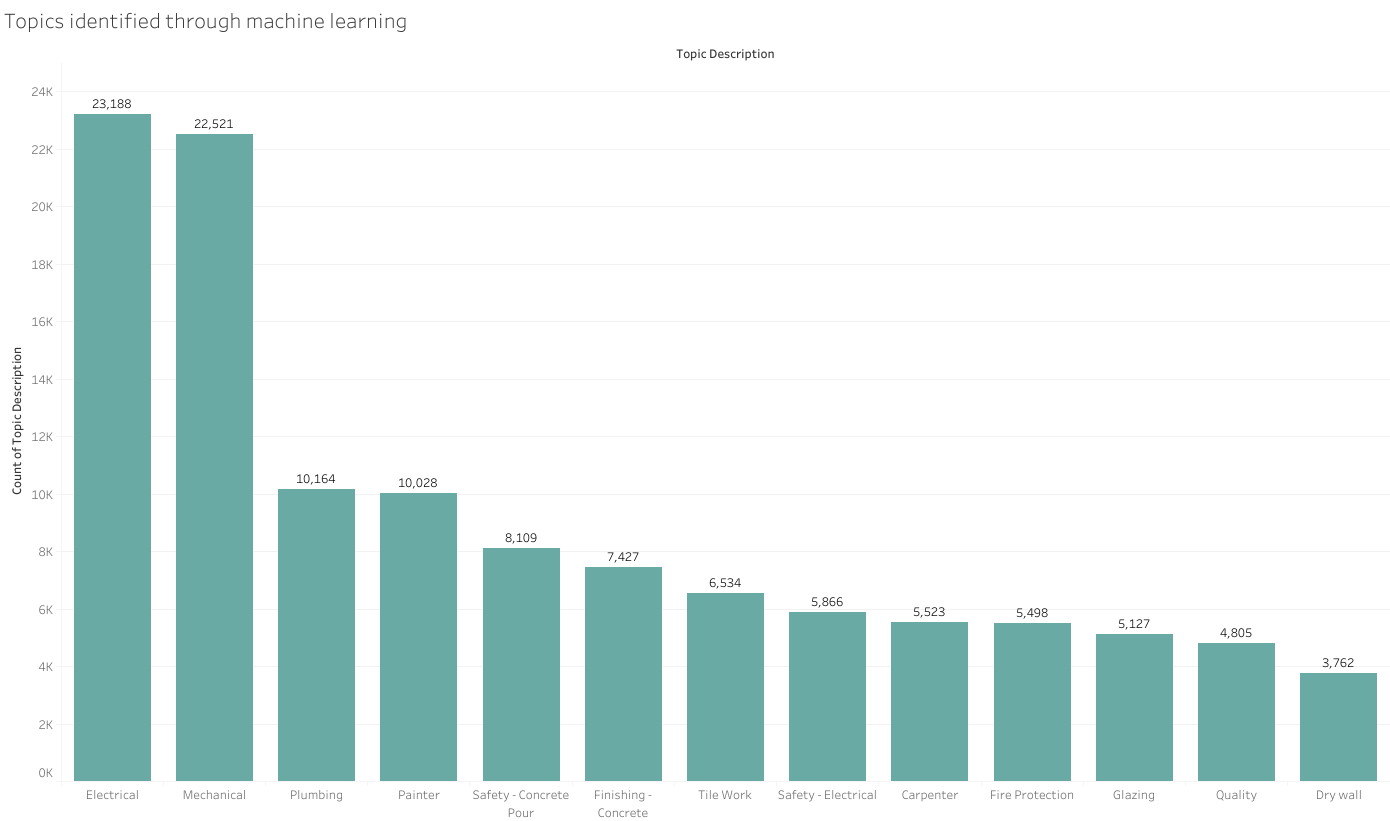 Topics identified through machine learning
Topic Description
Count of Topic Description
24K
22K
20K
18K
16K
14K
12K
10K
8K
6K
4K
2K
0K
23,188
22,521
10,164
10,028
8,109
7,427
6,534
5,866
5,523
5,498
5,127
4,805
3,762
Electrical
Mechanical
Plumbing
Painter
Safety - Concrete
Pour
Finishing -
Concrete
Tile Work
Safety - Electrical
Carpenter
Fire Protection
Glazing
Quality
Dry wall